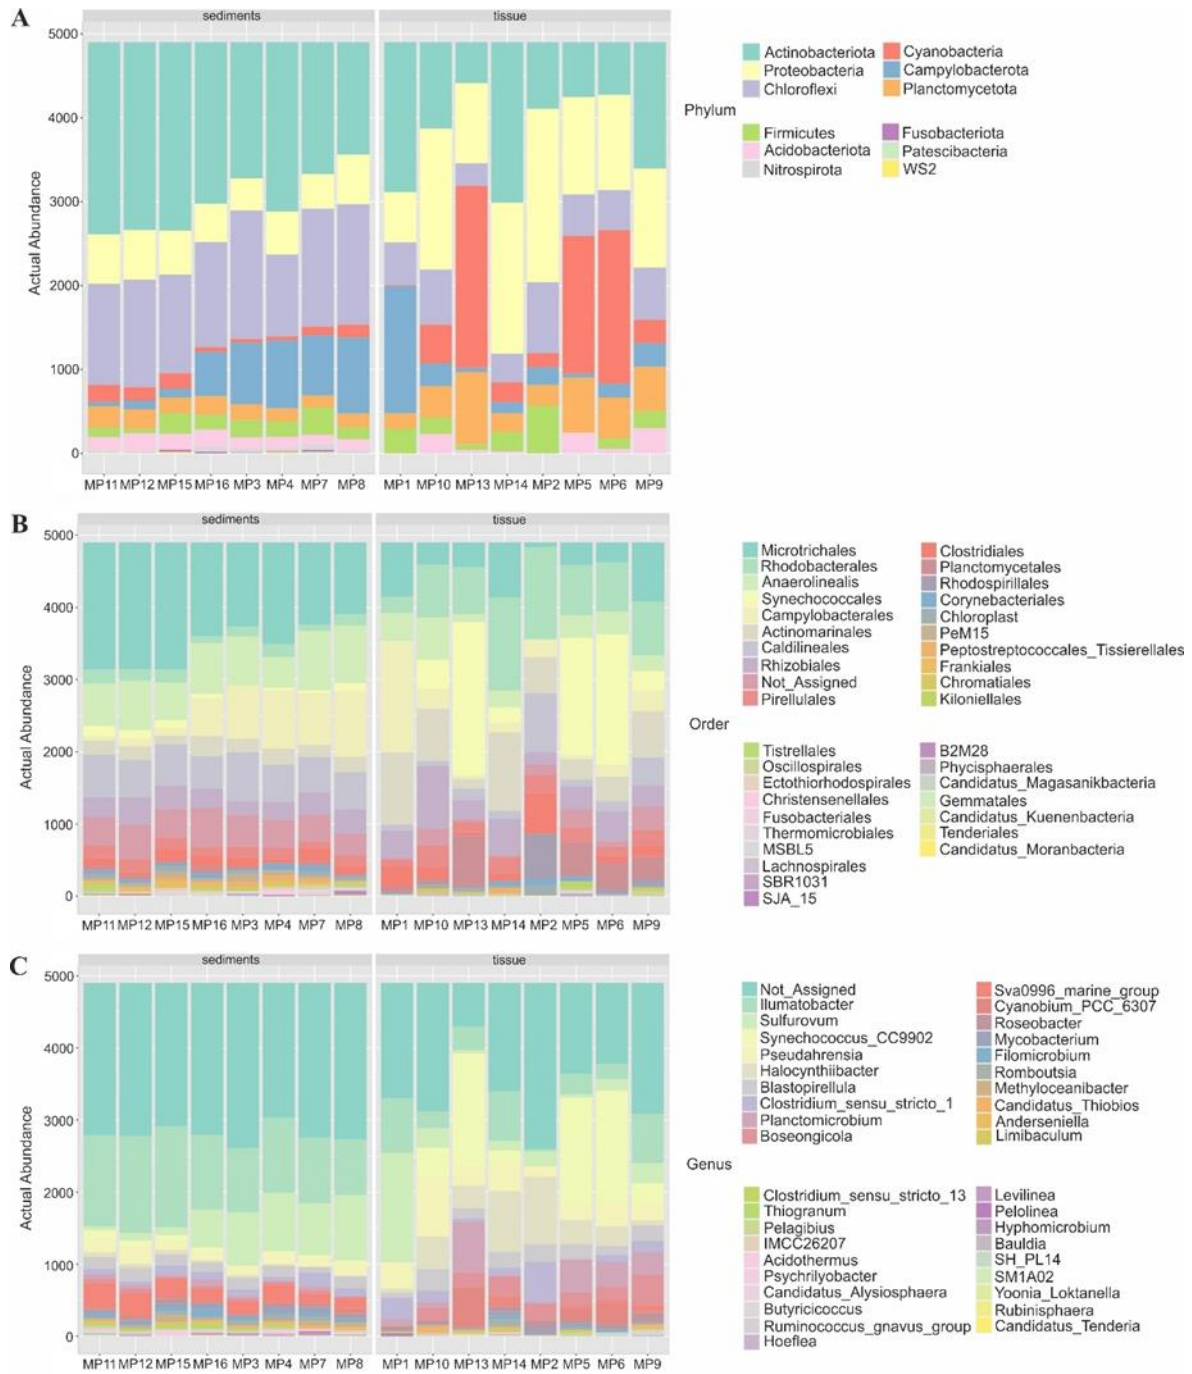 A
sediments
tissue
5000
4000
3000
2000
1000
0
Actual Abundance
MP11 MP12 MP15 MP16 MP3 MP4 MP7 MP8
MP1 MP10 MP13 MP14 MP2 MP5 MP6 MP9
Phylum
Actinobacteriota Cyanobacteria
Proteobacteria Campylobacterota
Chloroflexi Planctomycetota
Firmicutes Fusobacteriota
Acidobacteriota Patescibacteria
Nitrospirota WS2
B
sediments
tissue
5000
4000
3000
2000
1000
0
Actual Abundance
MP11 MP12 MP15 MP16 MP3 MP4 MP7 MP8
MP1 MP10 MP13 MP14 MP2 MP5 MP6 MP9
Order
Microtrichales Clostridiales
Rhodobacterales Planctomycetales
Anaerolinealis Rhodospirillales
Synechococcales Corynebacteriales
Campylobacterales Chloroplast
Actinomarinales PeM15
Caldilineales Peptostreptococcales_Tissierellales
Rhizobiales Frankiales
Not_Assigned Chromatiales
Pirellulales Kiloniellales
Tistrellales B2M28
Oscillospirales Phycisphaerales
Ectothiorhodospirales Candidatus_Magasanikbacteria
Christensenellales Gemmatales
Fusobacteriales Candidatus_Kuenenbacteria
Thermomicrobiales Tenderiales
MSBL5 Candidatus_Moranbacteria
Lachnospirales
SBR1031
SJA_15
C
sediments
tissue
5000
4000
3000
2000
1000
0
Actual Abundance
MP11 MP12 MP15 MP16 MP3 MP4 MP7 MP8
MP1 MP10 MP13 MP14 MP2 MP5 MP6 MP9
Genus
Not_Assigned Sva0996_marine_group
Ilumatobacter Cyanobium_PCC_6307
Sulfurovum Roseobacter
Synechococcus_CC9902 Mycobacterium
Pseudahrensia Filomicrobium
Halocynthiibacter Romboutsia
Blastopirellula Methyloceanibacter
Clostridium_sensu_stricto_1 Candidatus_Thiobios
Planctomicrobium Anderseniella
Boseongicola Limibaculum
Clostridium_sensu_stricto_13 Levilinea
Thiogranum Pelolinea
Pelagibius Hyphomicrobium
IMCC26207 Bauldia
Acidothermus SH_PL14
Psychrilyobacter SM1A02
Candidatus_Alysiosphaera Yoonia_Loktanella
Butyricicoccus Rubinisphaera
Ruminococcus_gnavus_group Candidatus_Tenderia
Hoeflea